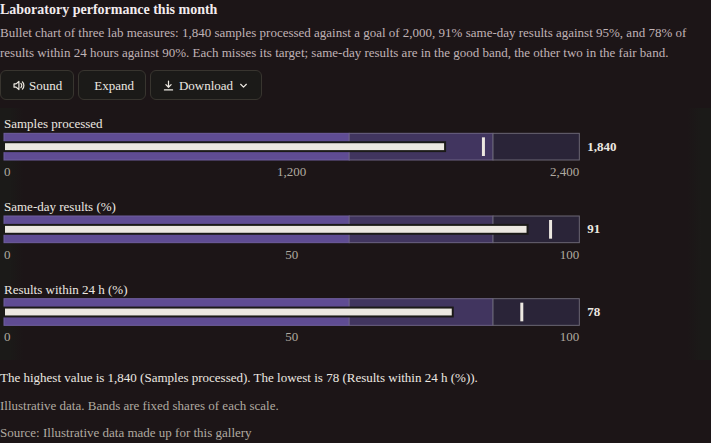 Laboratory performance this month
Bullet chart of three lab measures: 1,840 samples processed against a goal of 2,000, 91% same-day results against 95%, and 78% of
results within 24 hours against 90%. Each misses its target; same-day results are in the good band, the other two in the fair band.
Sound Expand Download
Samples processed
1,840
0 1,200 2,400
Same-day results (%)
91
0 50 100
Results within 24 h (%)
78
0 50 100
The highest value is 1,840 (Samples processed). The lowest is 78 (Results within 24 h (%)).
Illustrative data. Bands are fixed shares of each scale.
Source: Illustrative data made up for this gallery